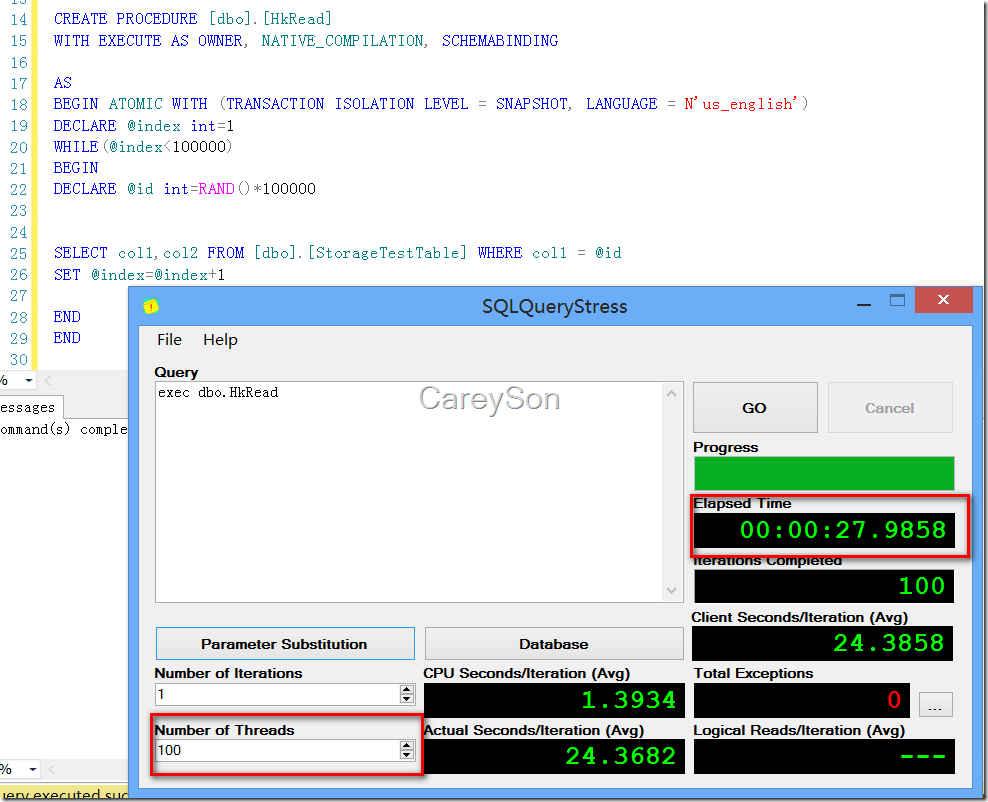 14 CREATE PROCEDURE [dbo].[HkRead]
15 WITH EXECUTE AS OWNER, NATIVE_COMPILATION, SCHEMABINDING
16
17 AS
18 BEGIN ATOMIC WITH (TRANSACTION ISOLATION LEVEL = SNAPSHOT, LANGUAGE = N'us_english')
19 DECLARE @index int=1
20 WHILE(@index<100000)
21 BEGIN
22 DECLARE @id int=RAND()*100000
23
24
25 SELECT col1,col2 FROM [dbo].[StorageTestTable] WHERE col1 = @id
26 SET @index=@index+1
27
28 END
29 END
30
%
essages
ommand(s) comple
%
uery executed suc
SQLQueryStress
File Help
Query
exec dbo.HkRead
CareySon
GO Cancel
Progress
Elapsed Time
00:00:27.9858
Iterations Completed
100
Client Seconds/Iteration (Avg)
24.3858
Parameter Substitution Database
Number of Iterations CPU Seconds/Iteration (Avg) Total Exceptions
1 1.3934 0 ...
Number of Threads Actual Seconds/Iteration (Avg) Logical Reads/Iteration (Avg)
100 24.3682 ---